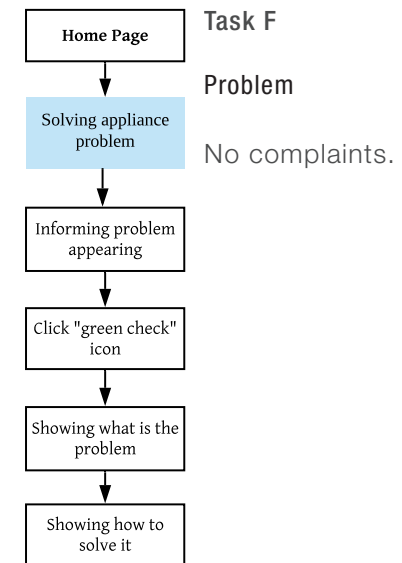 Home Page
Task F
Problem
Solving appliance
problem
No complaints.
Informing problem
appearing
Click "green check"
icon
Showing what is the
problem
Showing how to
solve it